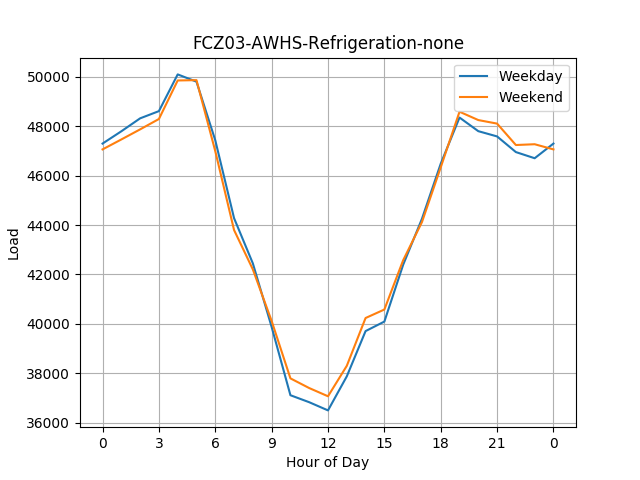 FCZ03-AWHS-Refrigeration-none
Weekday
Weekend
50000
48000
46000
44000
42000
40000
38000
36000
Load
0 3 6 9 12 15 18 21 0
Hour of Day